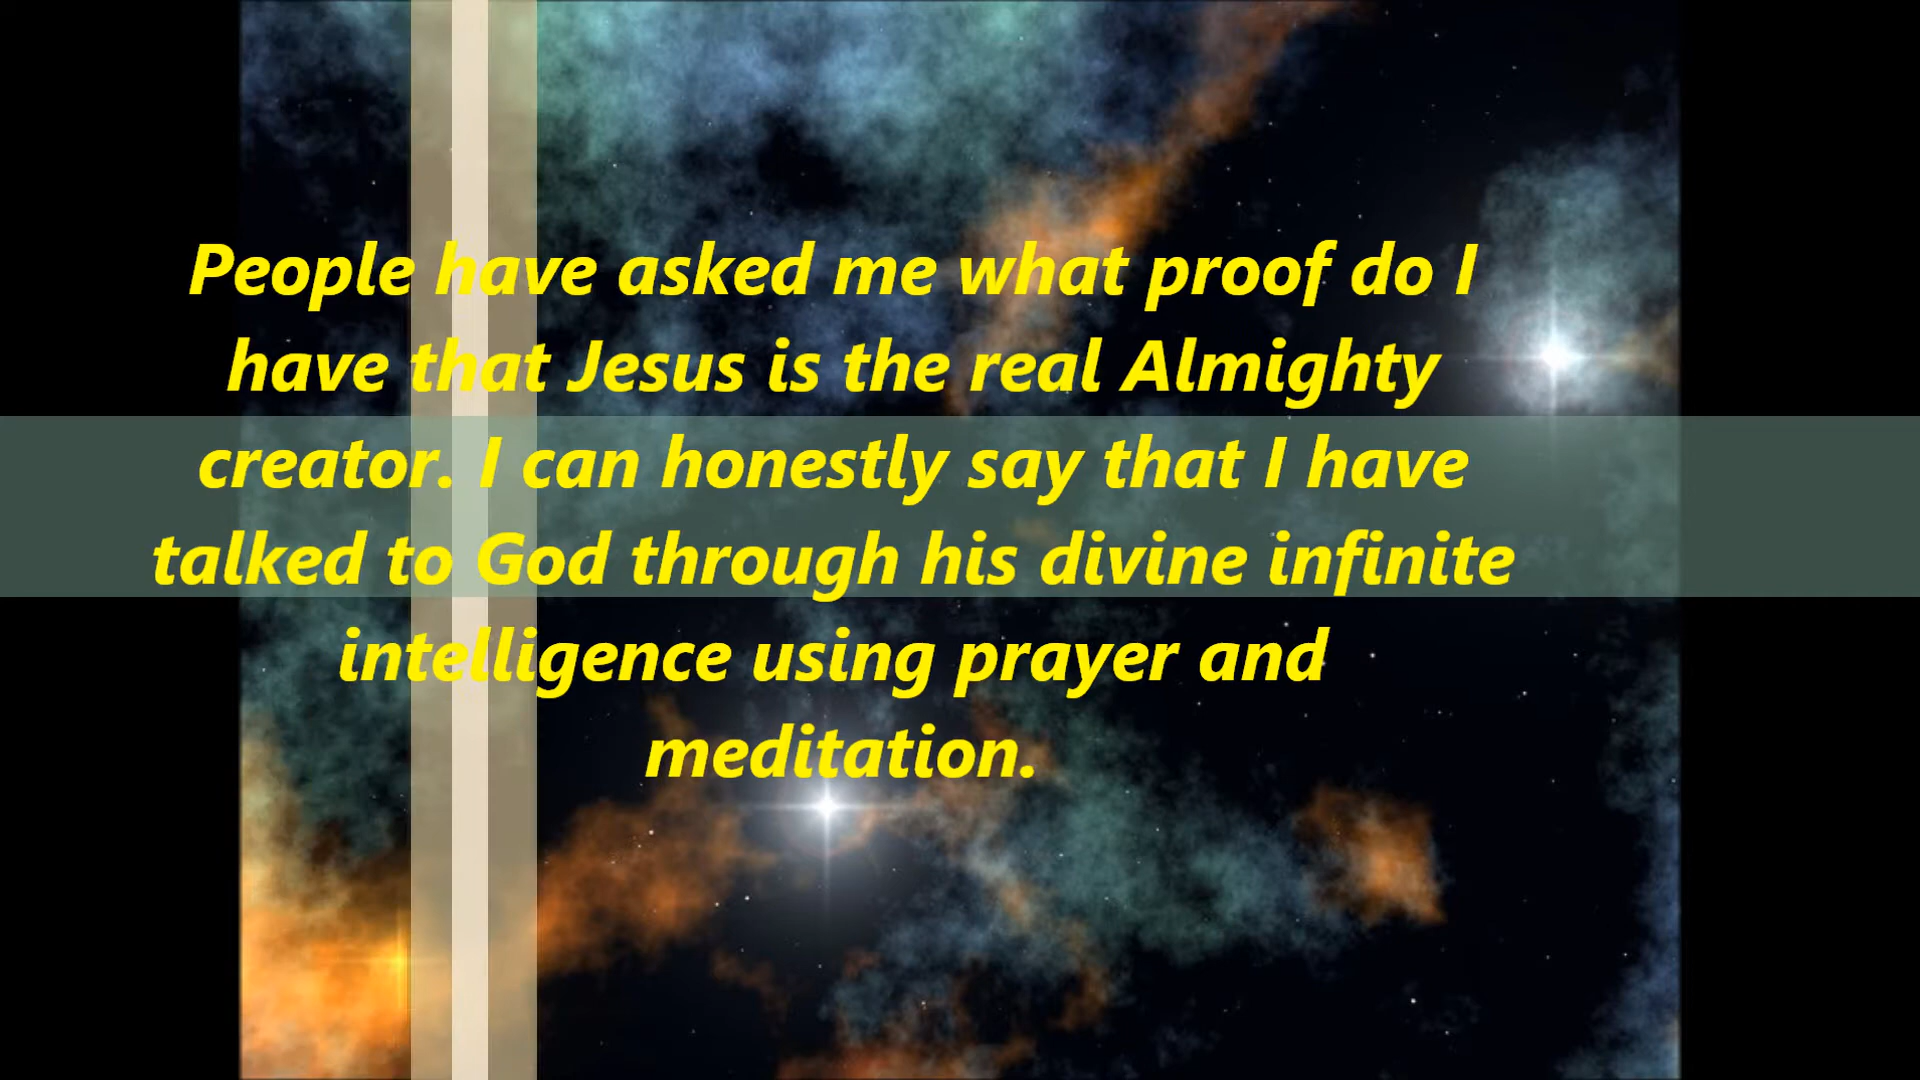 People have asked me what proof do I
have that Jesus is the real Almighty
creator. I can honestly say that I have
talked to God through his divine infinite
intelligence using prayer and
meditation.